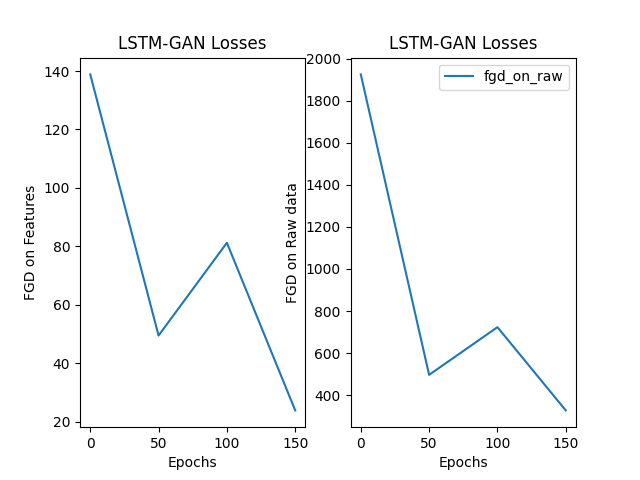 LSTM-GAN Losses
FGD on Features
140
120
100
80
60
40
20
0 50 100 150
Epochs
LSTM-GAN Losses
fgd_on_raw
FGD on Raw data
2000
1800
1600
1400
1200
1000
800
600
400
0 50 100 150
Epochs